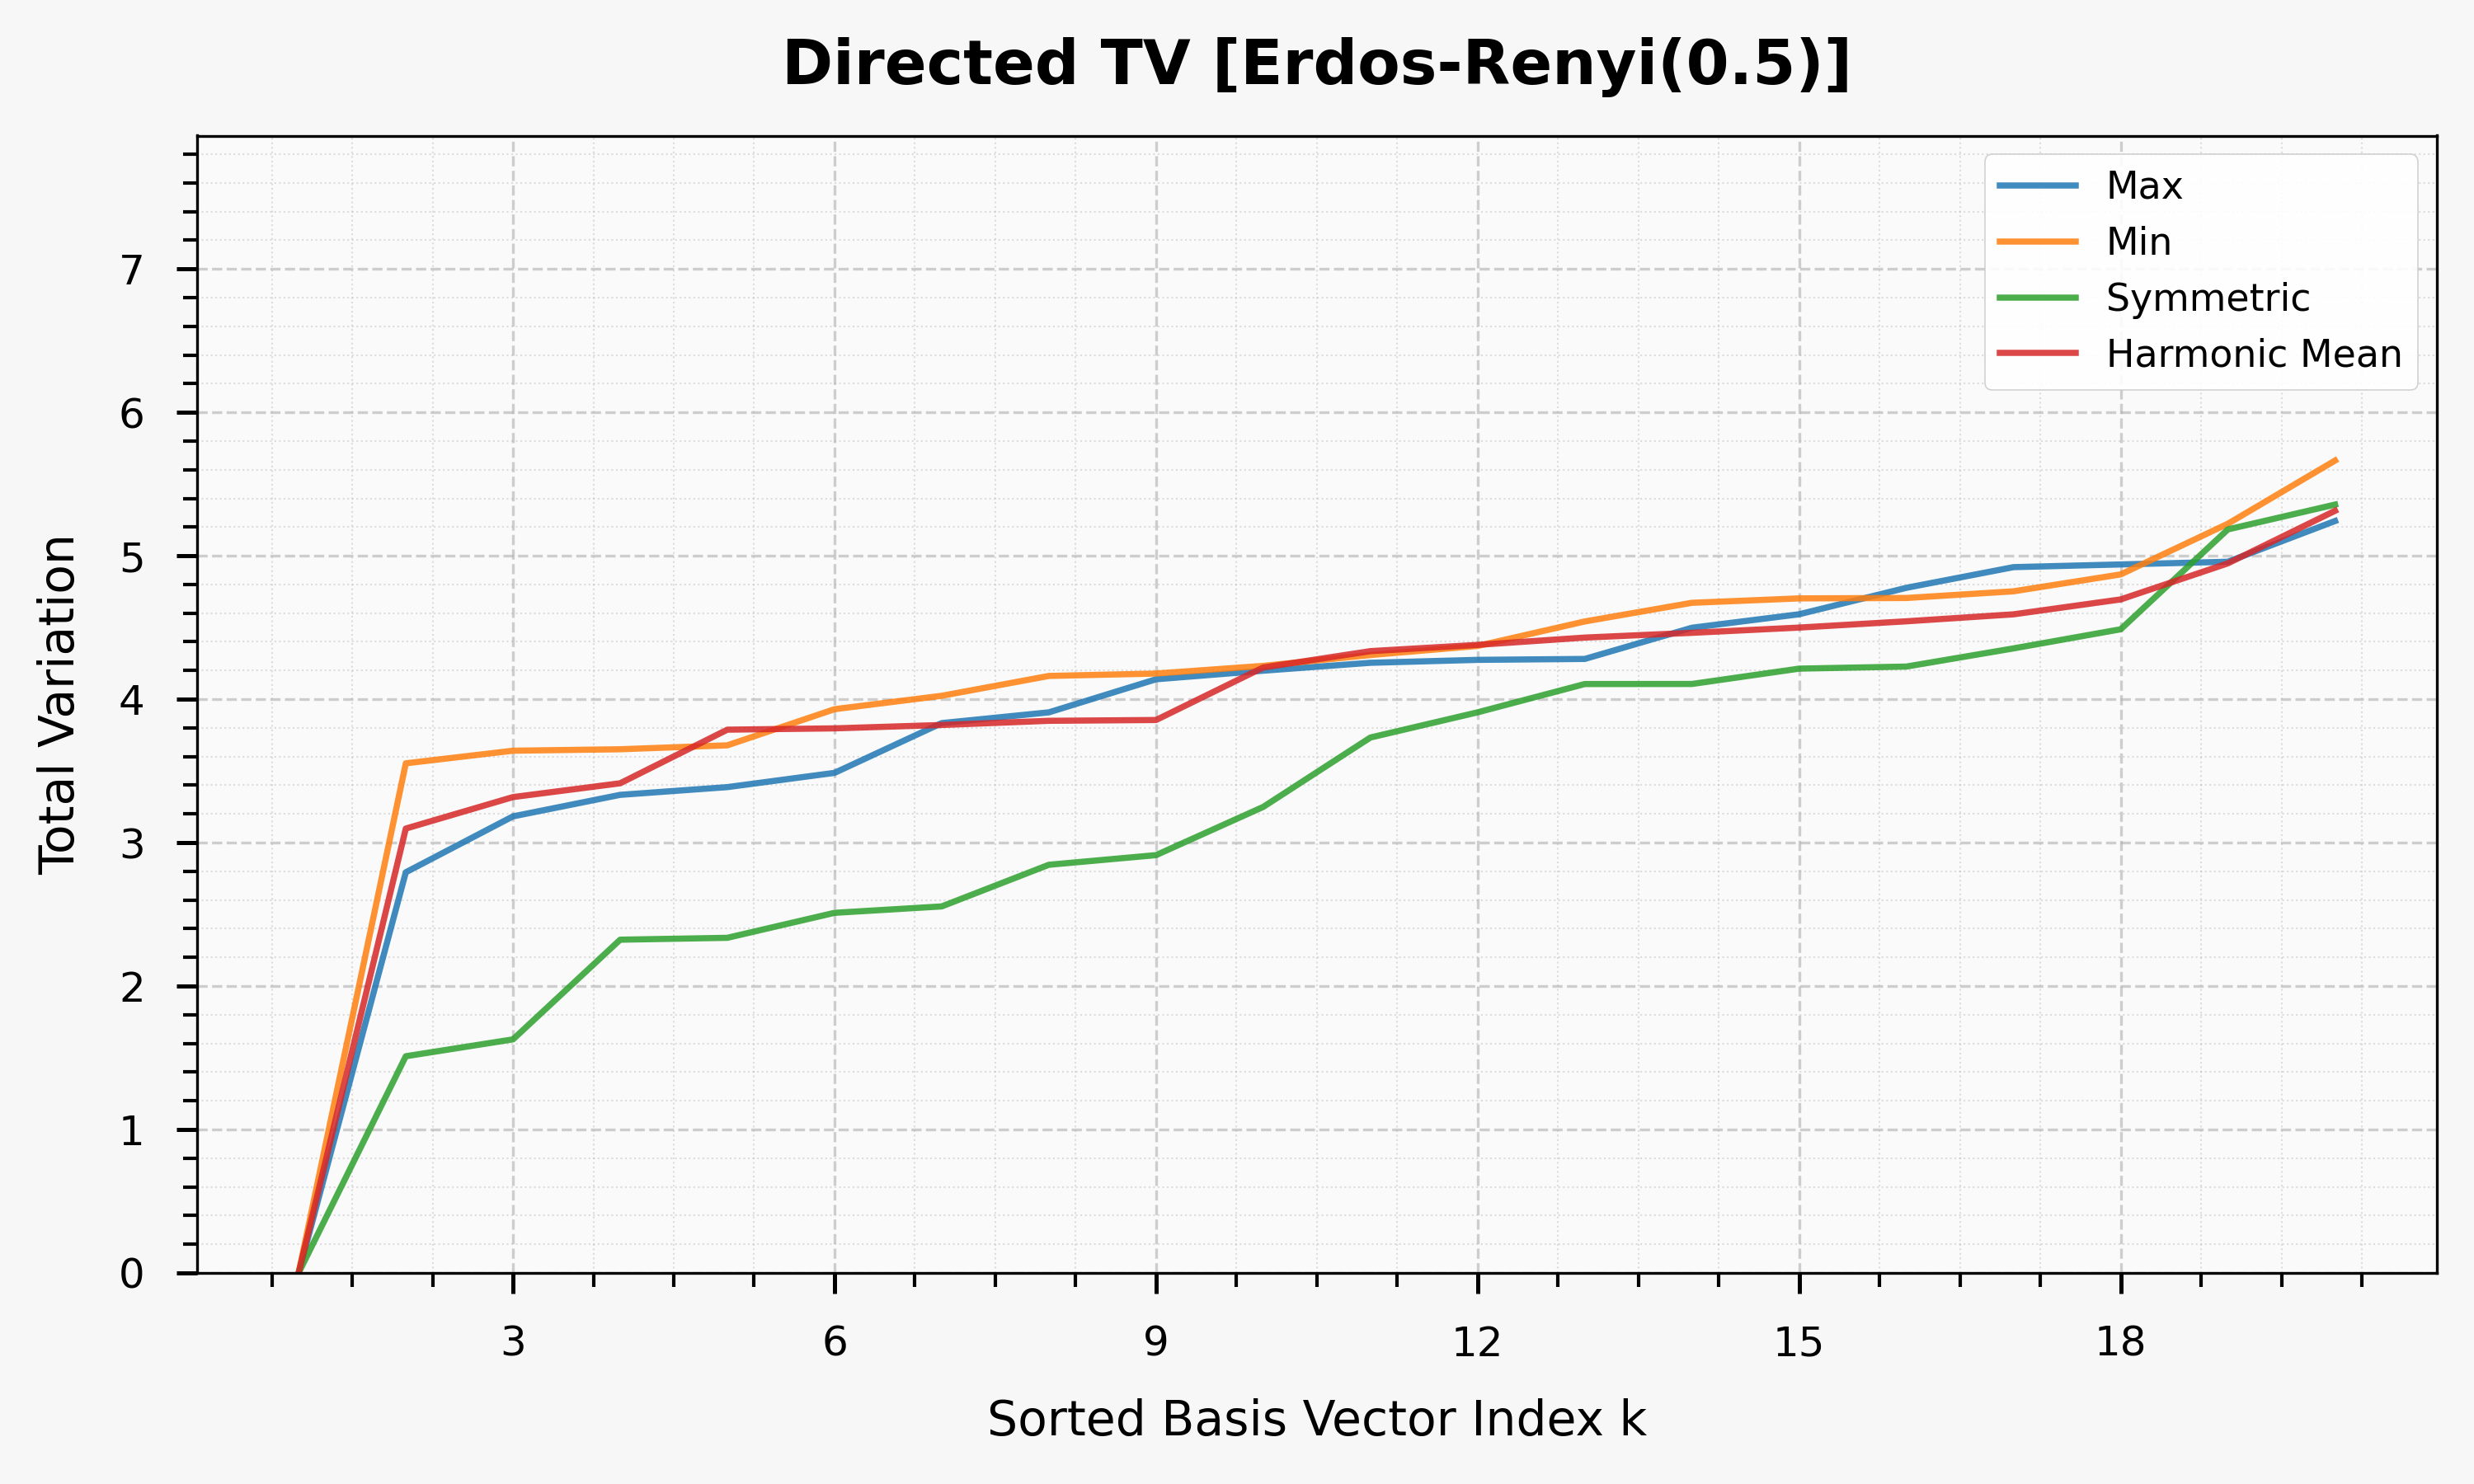 Directed TV [Erdos-Renyi(0.5)]
Max
Min
Symmetric
Harmonic Mean
Total Variation
7
6
5
4
3
2
1
0
3 6 9 12 15 18
Sorted Basis Vector Index k